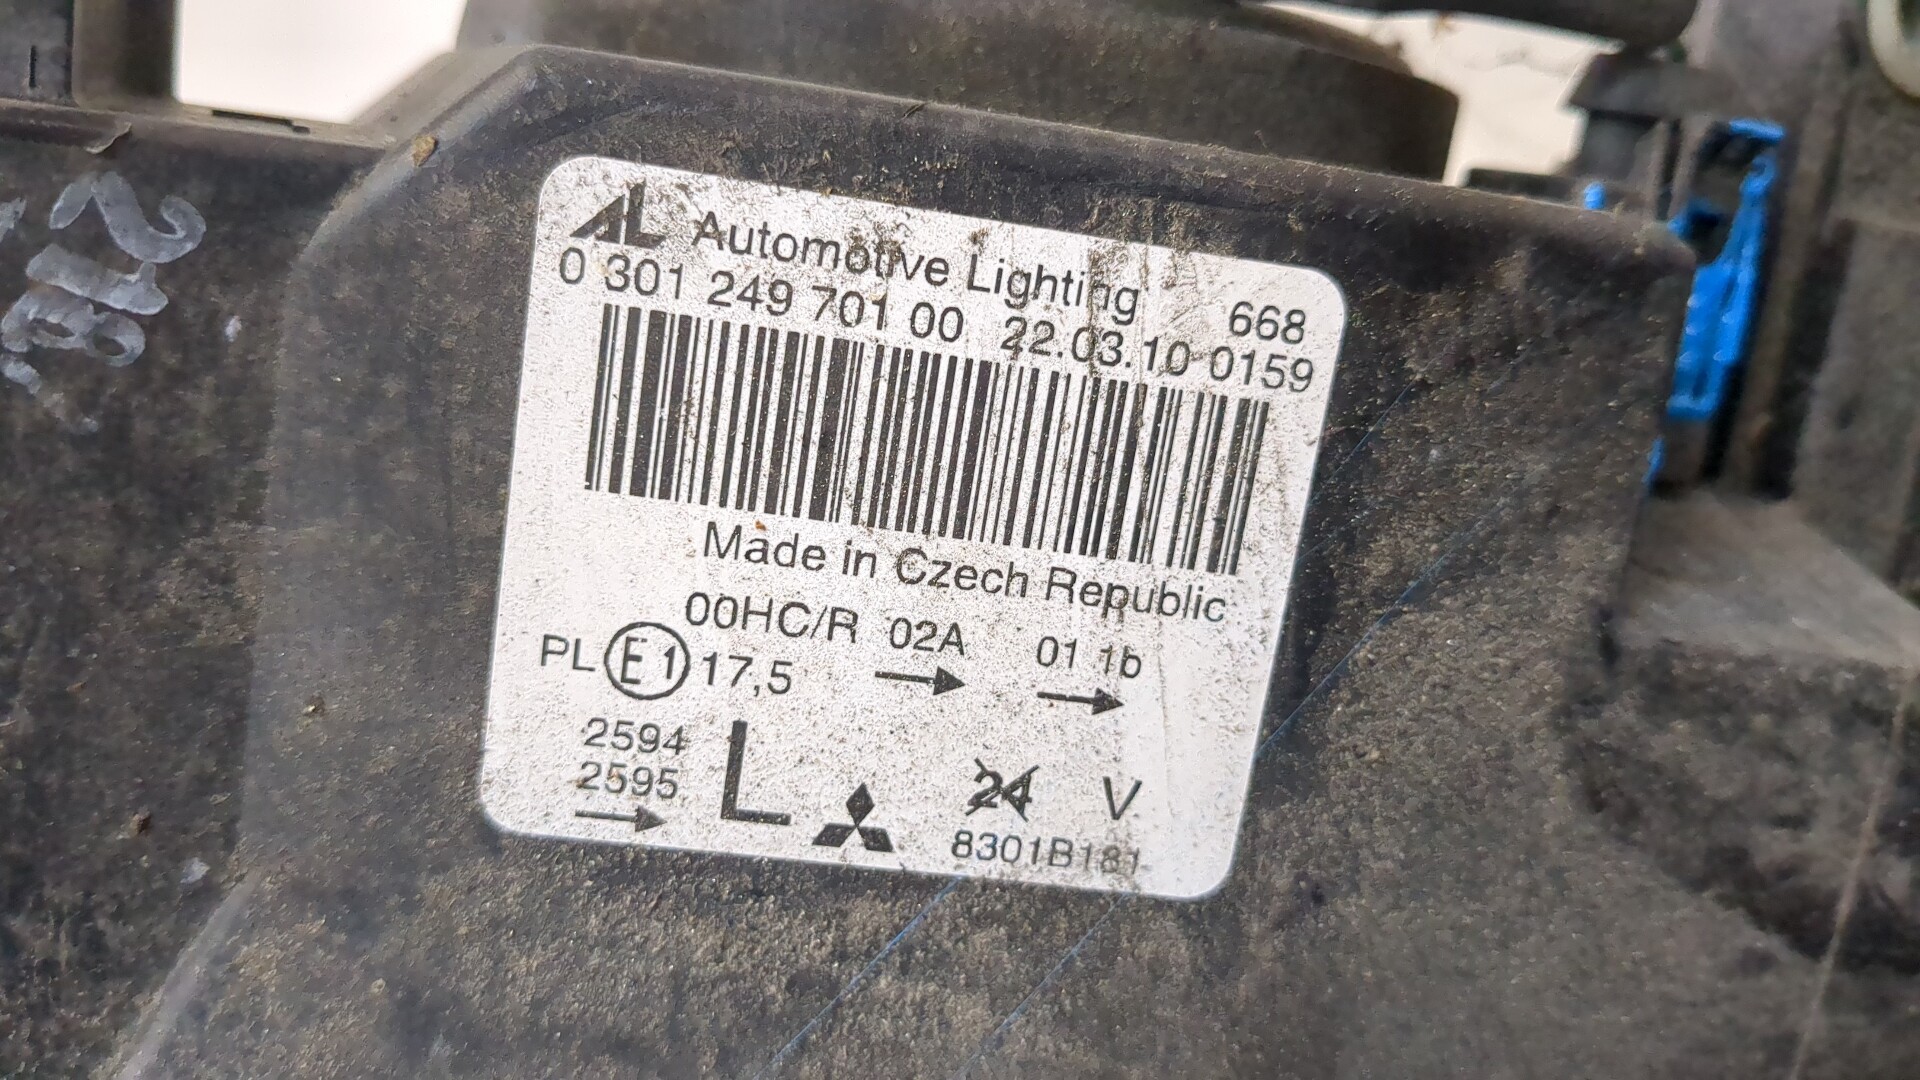 AL Automotive Lighting 668
0 301 249 701 00 22.03.10 0159
Made in Czech Republic
00HC/R 02A 01 1b
PL E1 17,5
2594
2595
L
24 V
8301B181